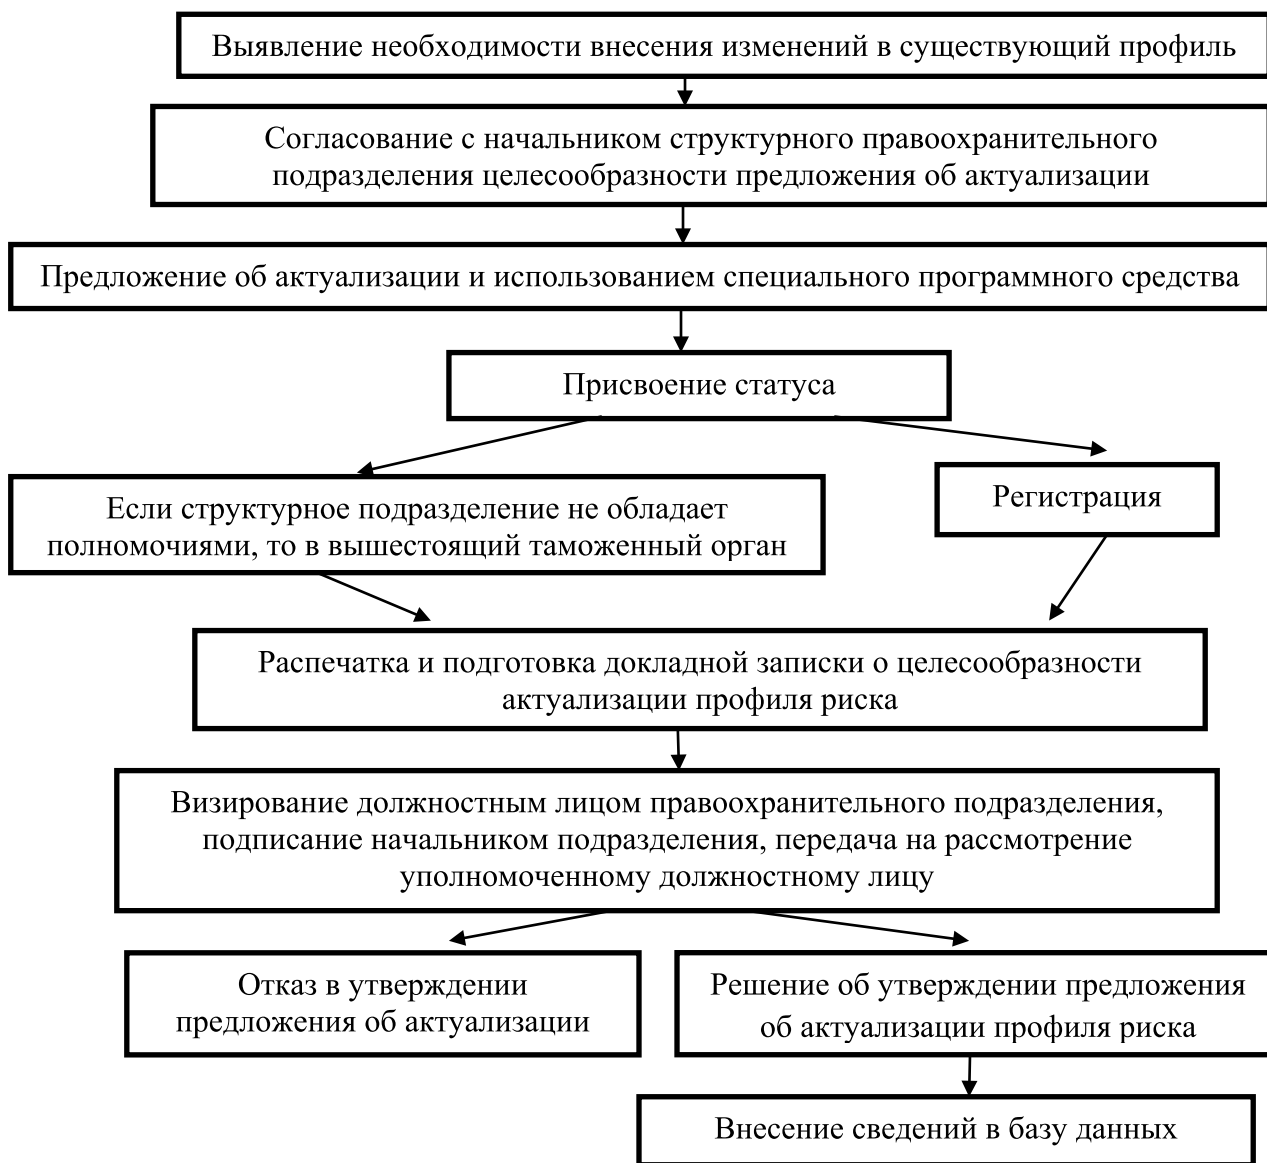 Выявление необходимости внесения изменений в существующий профиль
Согласование с начальником структурного правоохранительного
подразделения целесообразности предложения об актуализации
Предложение об актуализации и использованием специального программного средства
Присвоение статуса
Если структурное подразделение не обладает
полномочиями, то в вышестоящий таможенный орган
Регистрация
Распечатка и подготовка докладной записки о целесообразности
актуализации профиля риска
Визирование должностным лицом правоохранительного подразделения,
подписание начальником подразделения, передача на рассмотрение
уполномоченному должностному лицу
Отказ в утверждении
предложения об актуализации
Решение об утверждении предложения
об актуализации профиля риска
Внесение сведений в базу данных